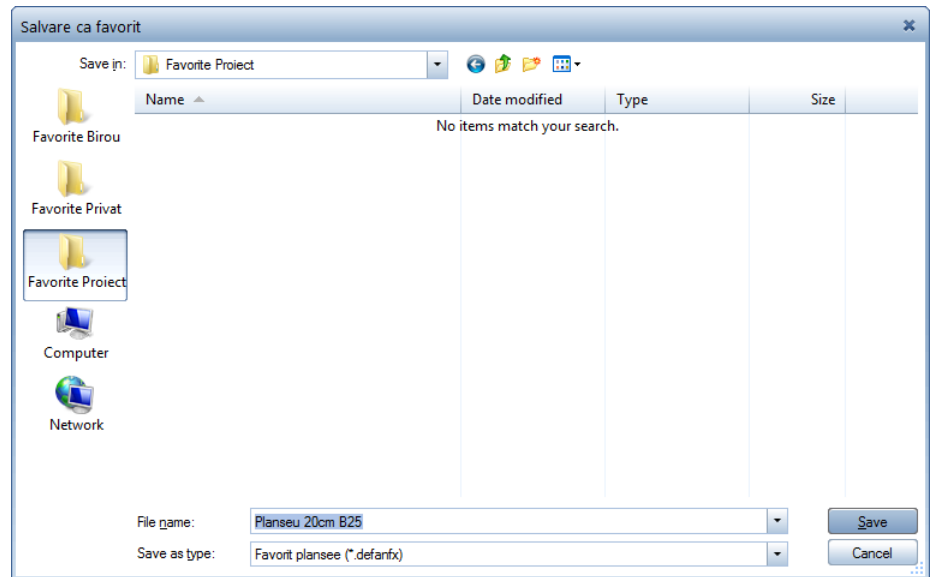 Salvare ca favorit
Save in: Favorite Proiect
Name Date modified Type Size
No items match your search.
Favorite Birou
Favorite Privat
Favorite Proiect
Computer
Network
File name: Planseu 20cm B25 Save
Save as type: Favorit plansee (*.defanfx) Cancel